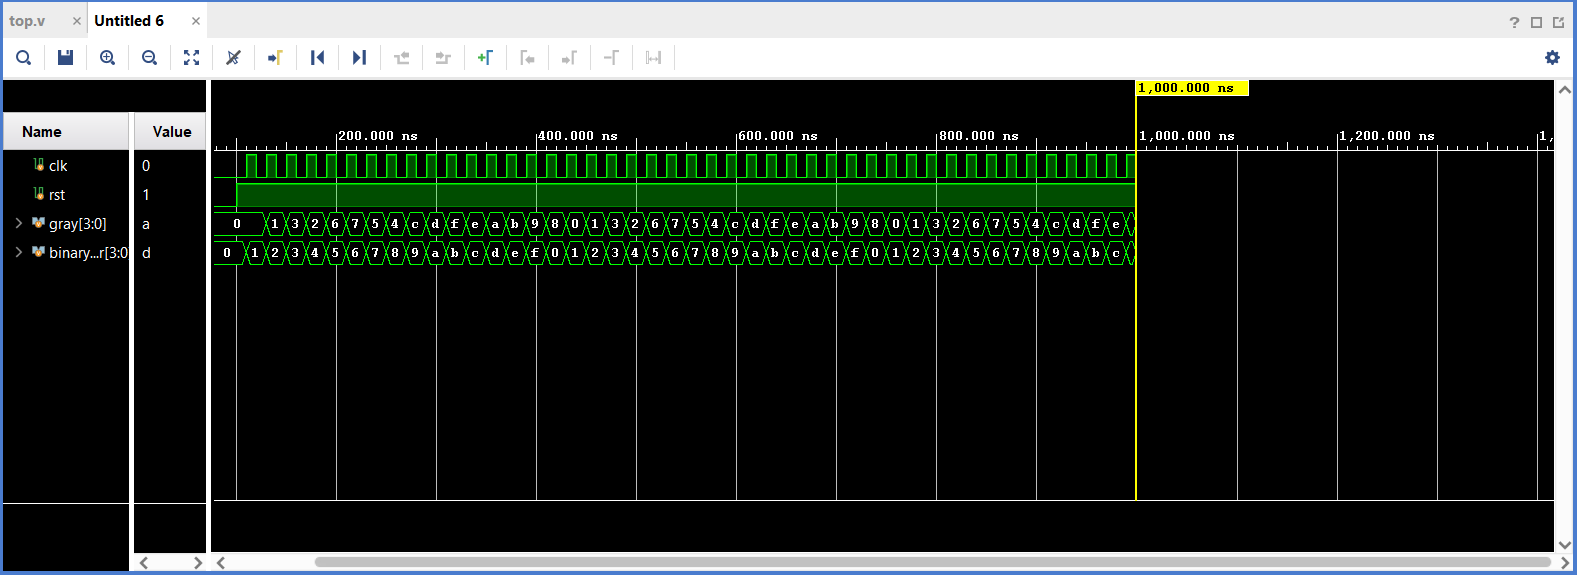 top.v × Untitled 6 ×
?
1,000.000 ns
200.000 ns 400.000 ns 600.000 ns 800.000 ns 1,000.000 ns 1,200.000 ns 1,
Name Value
clk 0
rst 1
gray[3:0] a 0 1 3 2 6 7 5 4 c d f e a b 9 8 0 1 3 2 6 7 5 4 c d f e a b 9 8 0 1 3 2 6 7 5 4 c d f e
binary...r[3:0 d 0 1 2 3 4 5 6 7 8 9 a b c d e f 0 1 2 3 4 5 6 7 8 9 a b c d e f 0 1 2 3 4 5 6 7 8 9 a b c